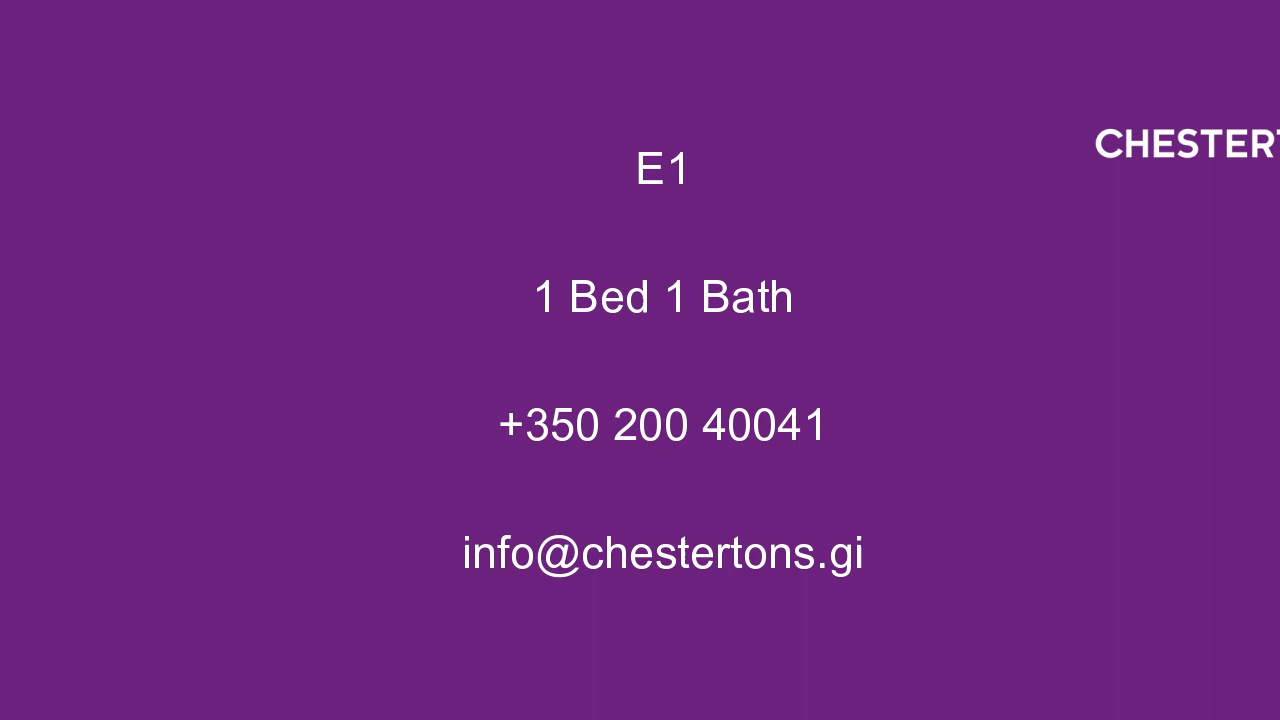 CHESTERT
E1
1 Bed 1 Bath
+350 200 40041
info@chestertons.gi